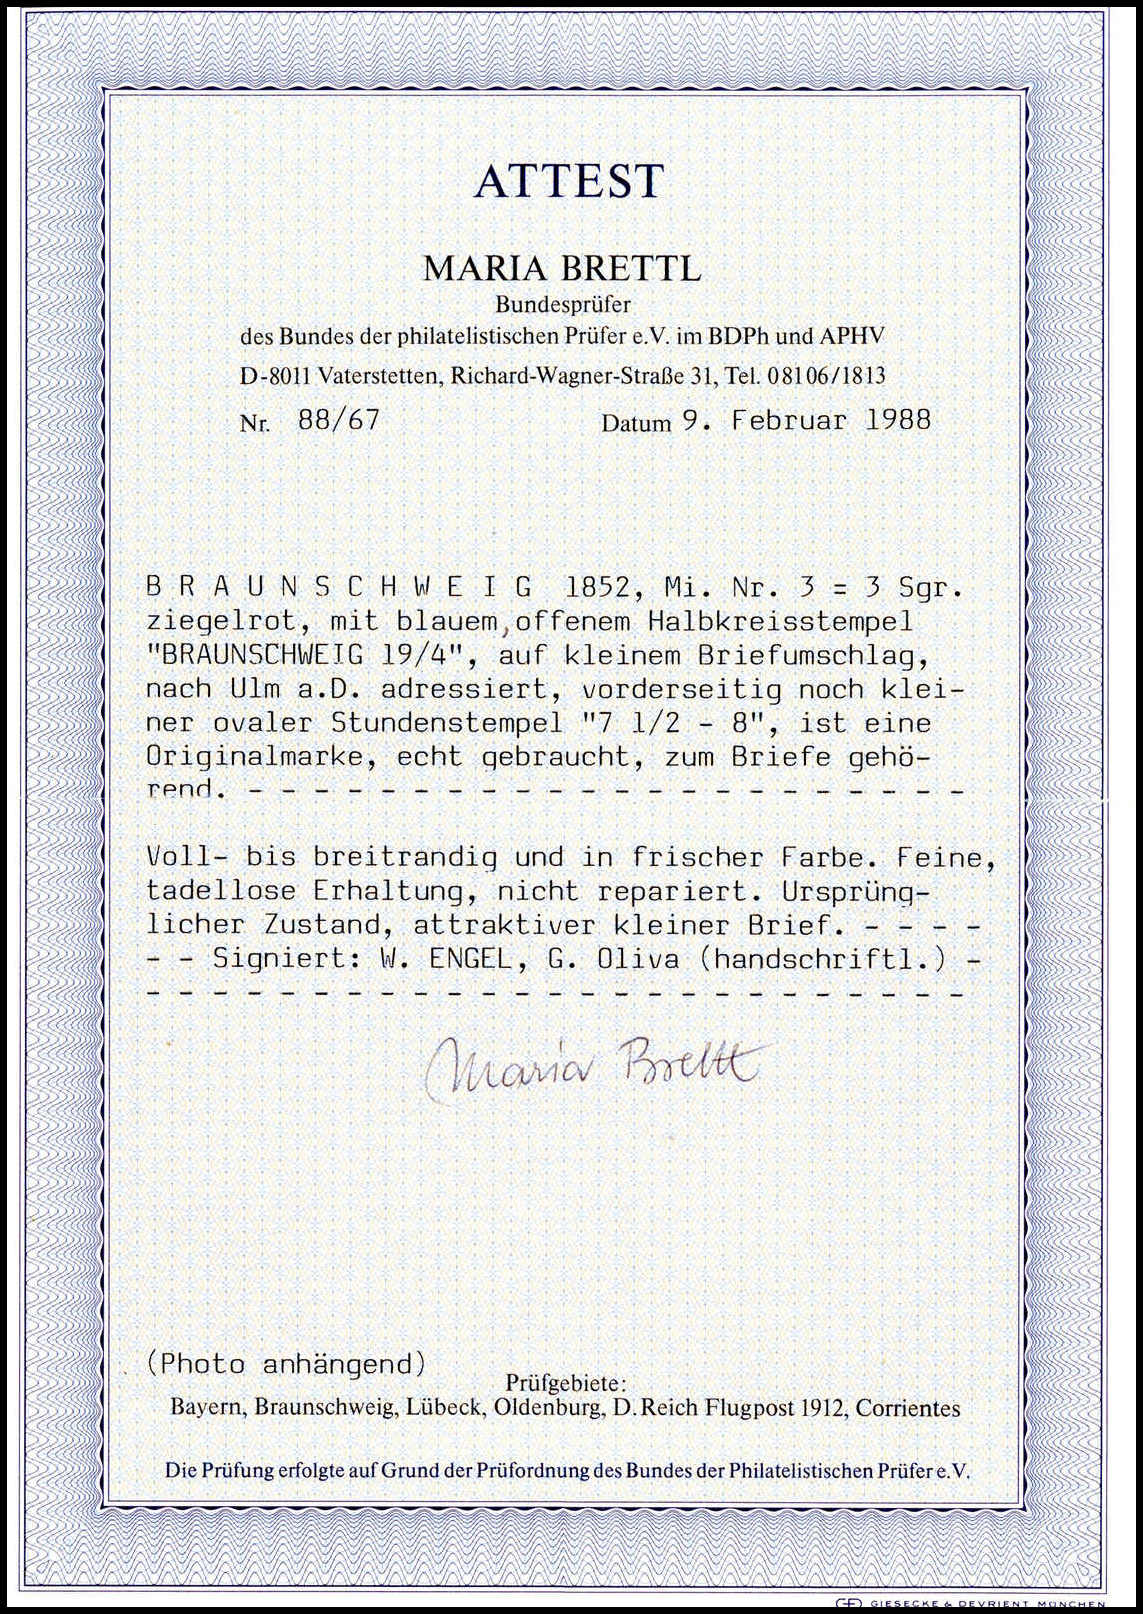 ATTEST
MARIA BRETTL
Bundesprüfer
des Bundes der philatelistischen Prüfer e.V. im BDPh und APHV
D-8011 Vaterstetten, Richard-Wagner-Straße 31, Tel. 08106/1813
Nr. 88/67 Datum 9. Februar 1988
B R A U N S C H W E I G 1852, Mi. Nr. 3 = 3 Sgr.
ziegelrot, mit blauem,offenem Halbkreisstempel
"BRAUNSCHWEIG 19/4", auf kleinem Briefumschlag,
nach Ulm a.D. adressiert, vorderseitig noch klei-
ner ovaler Stundenstempel "7 1/2 - 8", ist eine
Originalmarke, echt gebraucht, zum Briefe gehö-
rend. - - - - - - - - - - - - - - - - - - - - - -
Voll- bis breitrandig und in frischer Farbe. Feine,
tadellose Erhaltung, nicht repariert. Ursprüng-
licher Zustand, attraktiver kleiner Brief. - - - -
- - Signiert: W. ENGEL, G. Oliva (handschriftl.) -
- - - - - - - - - - - - - - - - - - - - - - - - -
Maria Brettl
(Photo anhängend)
Prüfgebiete:
Bayern, Braunschweig, Lübeck, Oldenburg, D. Reich Flugpost 1912, Corrientes
Die Prüfung erfolgte auf Grund der Prüfordnung des Bundes der Philatelistischen Prüfer e.V.
GIESECKE & DEVRIENT MÜNCHEN